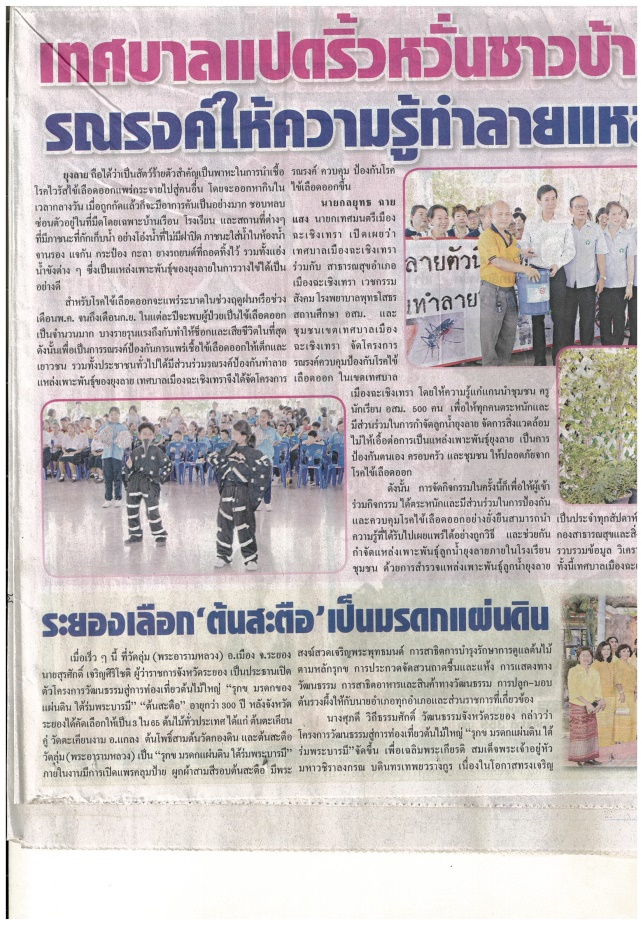 เทศบาลแปดริ้วหวั่นชาวบ้า
รณรงค์ให้ความรู้ทำลายแหล
ยุงลาย ถือได้ว่าเป็นสัตว์ร้ายตัวสำคัญเป็นพาหะในการนำเชื้อ
โรคไวรัสไข้เลือดออกแพร่กระจายไปสู่คนอื่น โดยจะออกหากินใน
เวลากลางวัน เมื่อถูกกัดแล้วก็จะมีอาการคันเป็นอย่างมาก ชอบหลบ
ซ่อนตัวอยู่ในที่มืดโดยเฉพาะบ้านเรือน โรงเรียน และสถานที่ต่างๆ
ที่มีภาชนะที่กักเก็บน้ำ อย่างโอ่งน้ำที่ไม่มีฝาปิด ภาชนะใส่น้ำในห้องน้ำ
จานรอง แจกัน กระป๋อง กะลา ยางรถยนต์ที่ถอดทิ้งไว้ รวมทั้งแอ่ง
น้ำขังต่าง ๆ ซึ่งเป็นแหล่งเพาะพันธุ์ของยุงลายในการวางไข่ได้เป็น
อย่างดี
สำหรับโรคไข้เลือดออกจะแพร่ระบาดในช่วงฤดูฝนหรือช่วง
เดือนพ.ค. จนถึงเดือนก.ย. ในแต่ละปีจะพบผู้ป่วยเป็นไข้เลือดออก
เป็นจำนวนมาก บางรายรุนแรงถึงกับทำให้ช็อกและเสียชีวิตในที่สุด
ดังนั้นเพื่อเป็นการรณรงค์ป้องกันการแพร่เชื้อไข้เลือดออกให้เด็กและ
เยาวชน รวมทั้งประชาชนทั่วไปได้มีส่วนร่วมรณรงค์ป้องกันทำลาย
แหล่งเพาะพันธุ์ของยุงลาย เทศบาลเมืองฉะเชิงเทราจึงได้จัดโครงการ
รณรงค์ ควบคุม ป้องกันโรค
ไข้เลือดออกขึ้น
นายกลยุทธ ฉาย
แสง นายกเทศมนตรีเมือง
ฉะเชิงเทรา เปิดเผยว่า
เทศบาลเมืองฉะเชิงเทรา
ร่วมกับ สาธารณสุขอำเภอ
เมืองฉะเชิงเทรา เวชกรรม
สังคม โรงพยาบาลพุทธโสธร
สถานศึกษา อสม. และ
ชุมชนเขตเทศบาลเมือง
ฉะเชิงเทรา จัดโครงการ
รณรงค์ควบคุมป้องกันโรคไข้
เลือดออก ในเขตเทศบาล
เมืองฉะเชิงเทรา โดยให้ความรู้แก่แกนนำชุมชน ครู
นักเรียน อสม. 500 คน เพื่อให้ทุกคนตระหนักและ
มีส่วนร่วมในการกำจัดลูกน้ำยุงลาย จัดการสิ่งแวดล้อม
ไม่ให้เอื้อต่อการเป็นแหล่งเพาะพันธุ์ยุงลาย เป็นการ
ป้องกันตนเอง ครอบครัว และชุมชน ให้ปลอดภัยจาก
โรคไข้เลือดออก
ดังนั้น การจัดกิจกรรมในครั้งนี้ก็เพื่อให้ผู้เข้า
ร่วมกิจกรรม ได้ตระหนักและมีส่วนร่วมในการป้องกัน
และควบคุมโรคไข้เลือดออกอย่างยั่งยืนสามารถนำ
ความรู้ที่ได้รับไปเผยแพร่ได้อย่างถูกวิธี และช่วยกัน
กำจัดแหล่งเพาะพันธุ์ลูกน้ำยุงลายภายในโรงเรียน
ชุมชน ด้วยการสำรวจแหล่งเพาะพันธุ์ลูกน้ำยุงลาย
ลายตัวน
ทำลาย
เป็นประจำทุกสัปดาห์
กองสาธารณสุขและสิ่
รวบรวมข้อมูล วิเครา
ทั้งนี้เทศบาลเมืองฉะเ
ระยองเลือก‘ต้นสะตือ’เป็นมรดกแผ่นดิน
เมื่อเร็ว ๆ นี้ ที่วัดลุ่ม (พระอารามหลวง) อ.เมือง จ.ระยอง
นายสุรศักดิ์ เจริญศิริโชติ ผู้ว่าราชการจังหวัดระยอง เป็นประธานเปิด
ตัวโครงการวัฒนธรรมสู่การท่องเที่ยวต้นไม้ใหญ่ “รุกข มรดกของ
แผ่นดิน ใต้ร่มพระบารมี” “ต้นสะตือ” อายุกว่า 300 ปี หลังจังหวัด
ระยองได้คัดเลือกให้เป็น 3 ใน 65 ต้นไม้ทั่วประเทศ ได้แก่ ต้นตะเคียน
คู่ วัดตะเคียนงาม อ.แกลง ต้นโพธิ์สามต้นวัดกองดิน และต้นสะตือ
วัดลุ่ม (พระอารามหลวง) เป็น “รุกข มรดกแผ่นดิน ใต้ร่มพระบารมี”
ภายในงานมีการเปิดแพรคลุมป้าย ผูกผ้าสามสีรอบต้นสะตือ มีพระ
สงฆ์สวดเจริญพระพุทธมนต์ การสาธิตการบำรุงรักษาการดูแลต้นไม้
ตามหลักรุกข การประกวดจัดสวนถาดชื้นและแห้ง การแสดงทาง
วัฒนธรรม การสาธิตอาหารและสินค้าทางวัฒนธรรม การปลูก-มอบ
ต้นรวงผึ้งให้กับนายอำเภอทุกอำเภอและส่วนราชการที่เกี่ยวข้อง
นางศุภดี วิถีธรรมศักดิ์ วัฒนธรรมจังหวัดระยอง กล่าวว่า
โครงการวัฒนธรรมสู่การท่องเที่ยวต้นไม้ใหญ่ “รุกข มรดกแผ่นดิน ใต้
ร่มพระบารมี”จัดขึ้น เพื่อเฉลิมพระเกียรติ สมเด็จพระเจ้าอยู่หัว
มหาวชิราลงกรณ บดินทรเทพยวรางกูร เนื่องในโอกาสทรงเจริญ